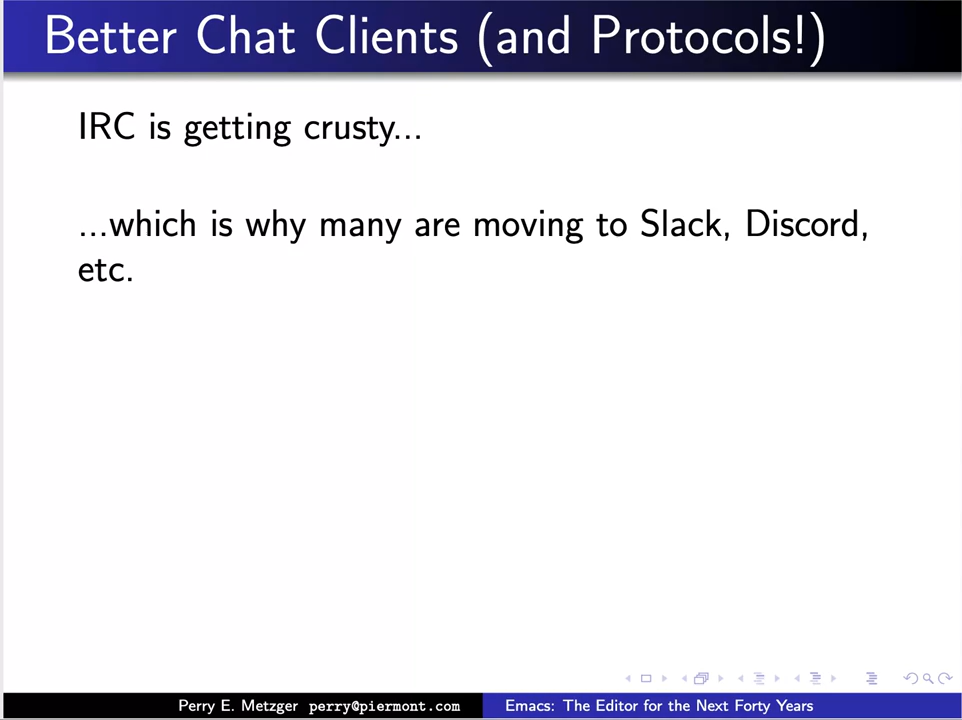 Better Chat Clients (and Protocols!)
IRC is getting crusty...
...which is why many are moving to Slack, Discord,
etc.
Perry E. Metzger perry@piermont.com
Emacs: The Editor for the Next Forty Years